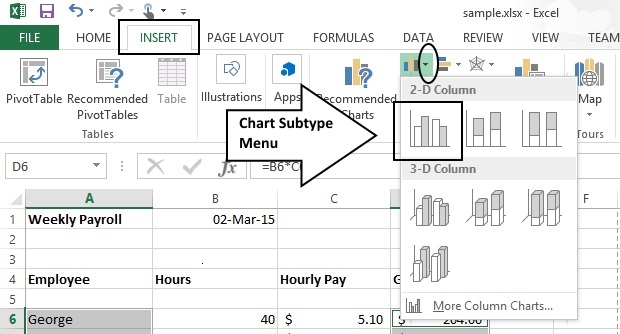 sample.xlsx - Excel
FILE HOME INSERT PAGE LAYOUT FORMULAS DATA REVIEW VIEW TEAM
PivotTable Recommended PivotTables Table
Tables
Illustrations
Apps
Recommended Charts
Map
Tours
Chart Subtype Menu
2-D Column
3-D Column
More Column Charts...
D6 fx =B6*C
A B C F
1 Weekly Payroll 02-Mar-15
2
3 .
4 Employee Hours Hourly Pay G
5
6 George 40 $ 5.10 $ 204.00